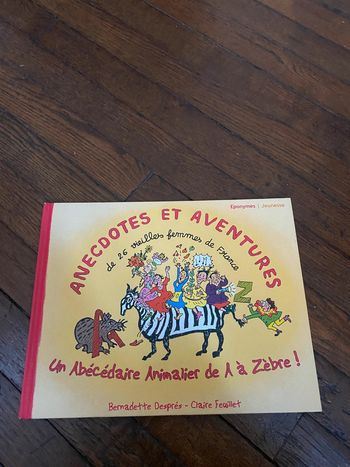 Eponymes | Jeunesse
ANECDOTES ET AVENTURES
de 26 vieilles femmes de France
A
Z
Un Abécédaire Animalier de A à Zèbre !
Bernadette Després - Claire Feuillet